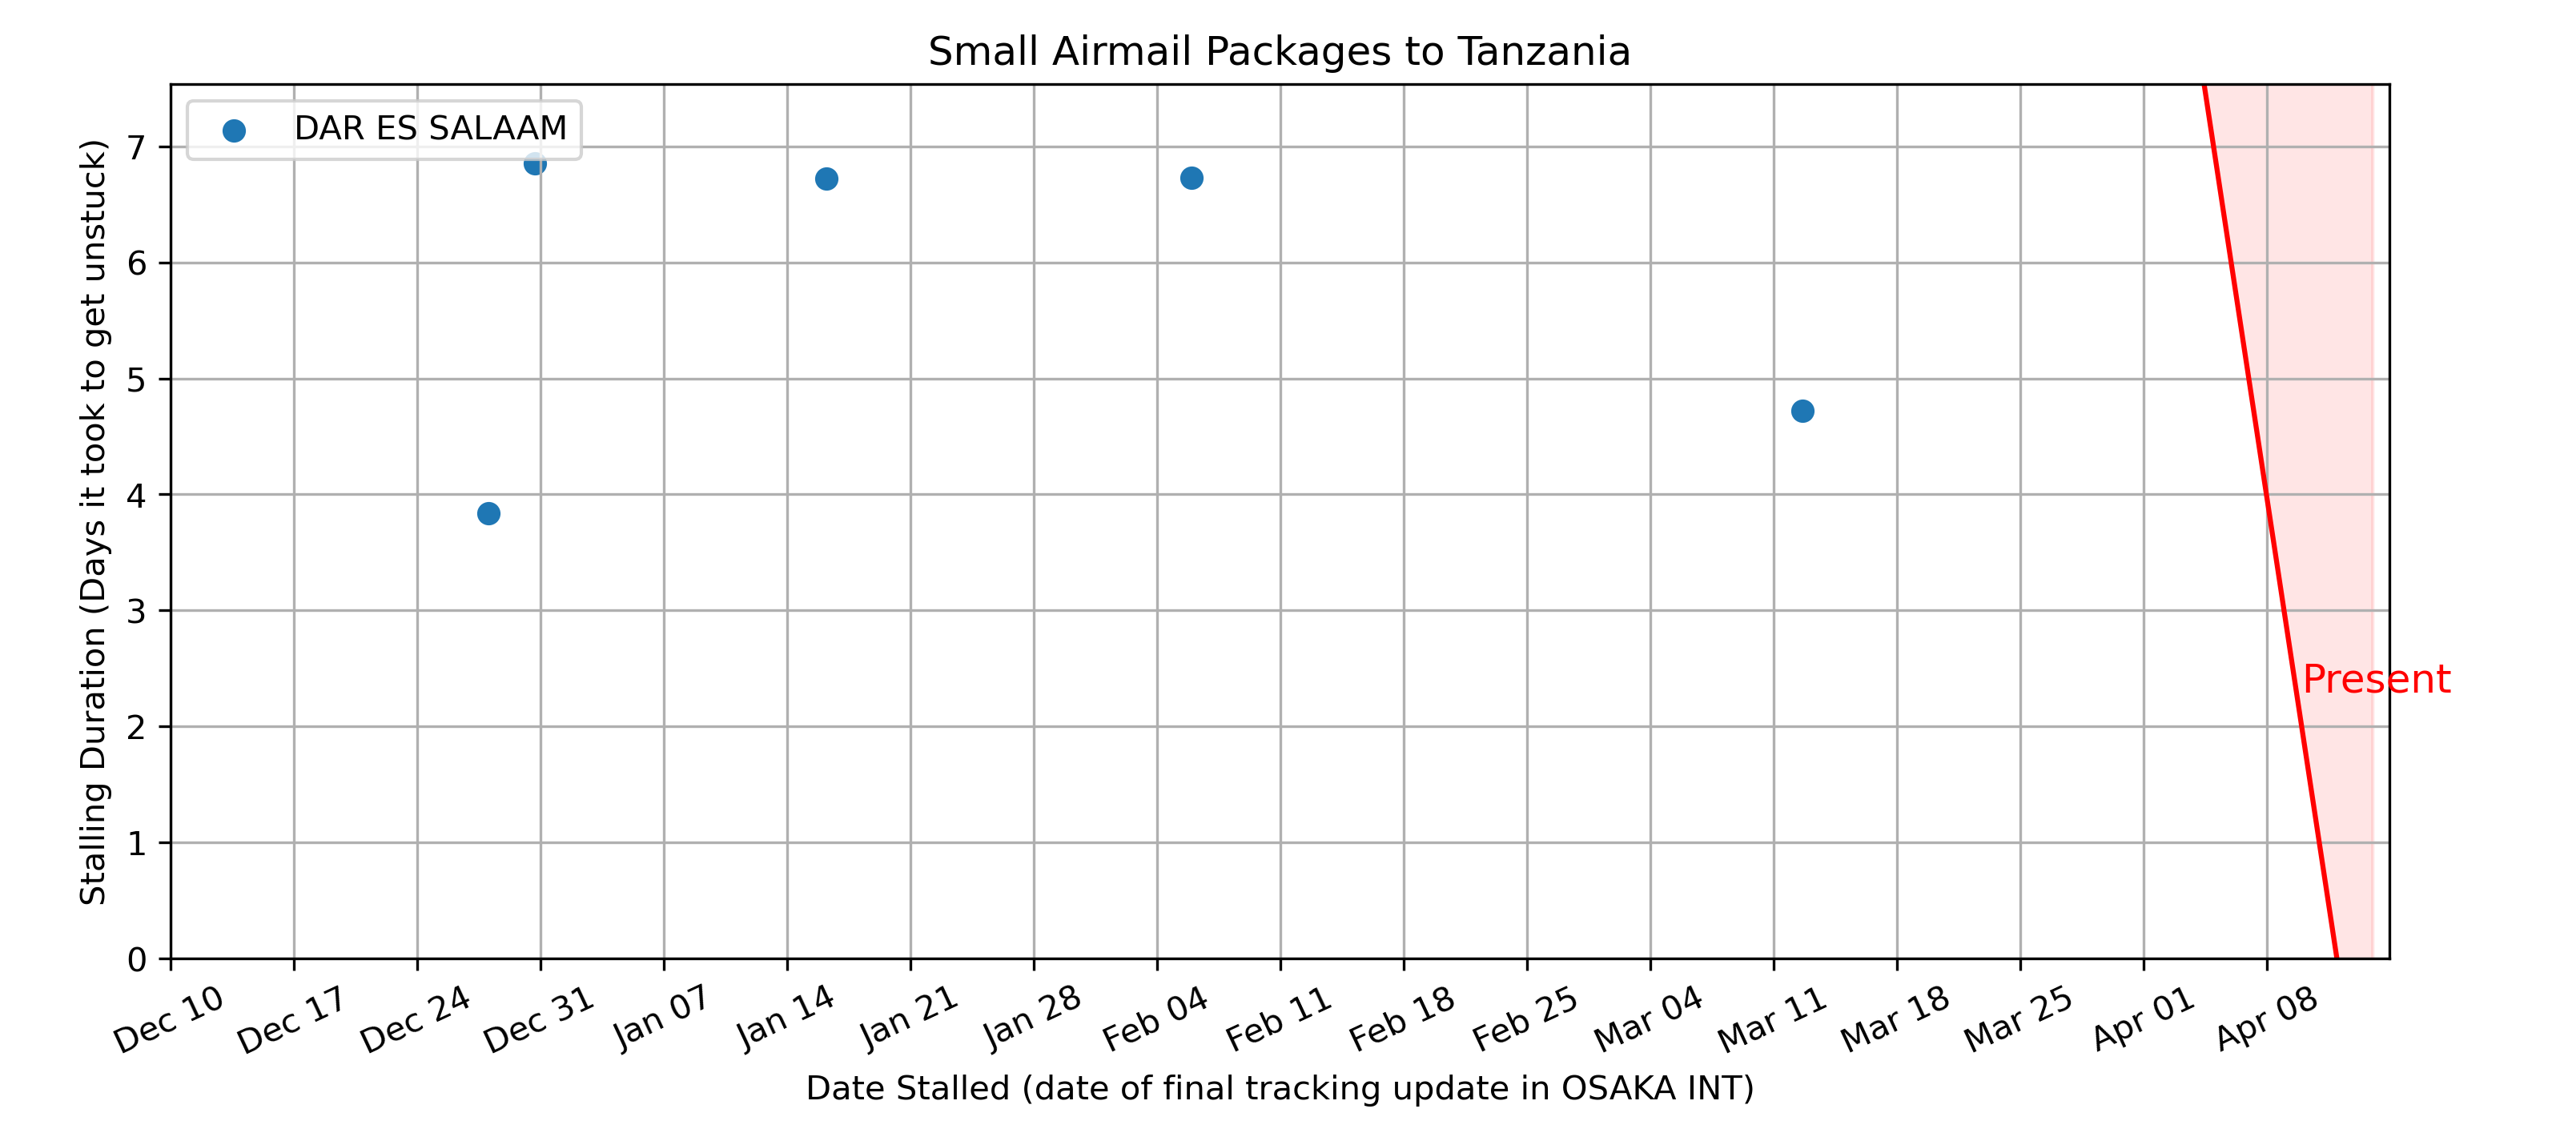 Small Airmail Packages to Tanzania
DAR ES SALAAM
Stalling Duration (Days it took to get unstuck)
7
6
5
4
3
2
1
0
Present
Dec 10
Dec 17
Dec 24
Dec 31
Jan 07
Jan 14
Jan 21
Jan 28
Feb 04
Feb 11
Feb 18
Feb 25
Mar 04
Mar 11
Mar 18
Mar 25
Apr 01
Apr 08
Date Stalled (date of final tracking update in OSAKA INT)